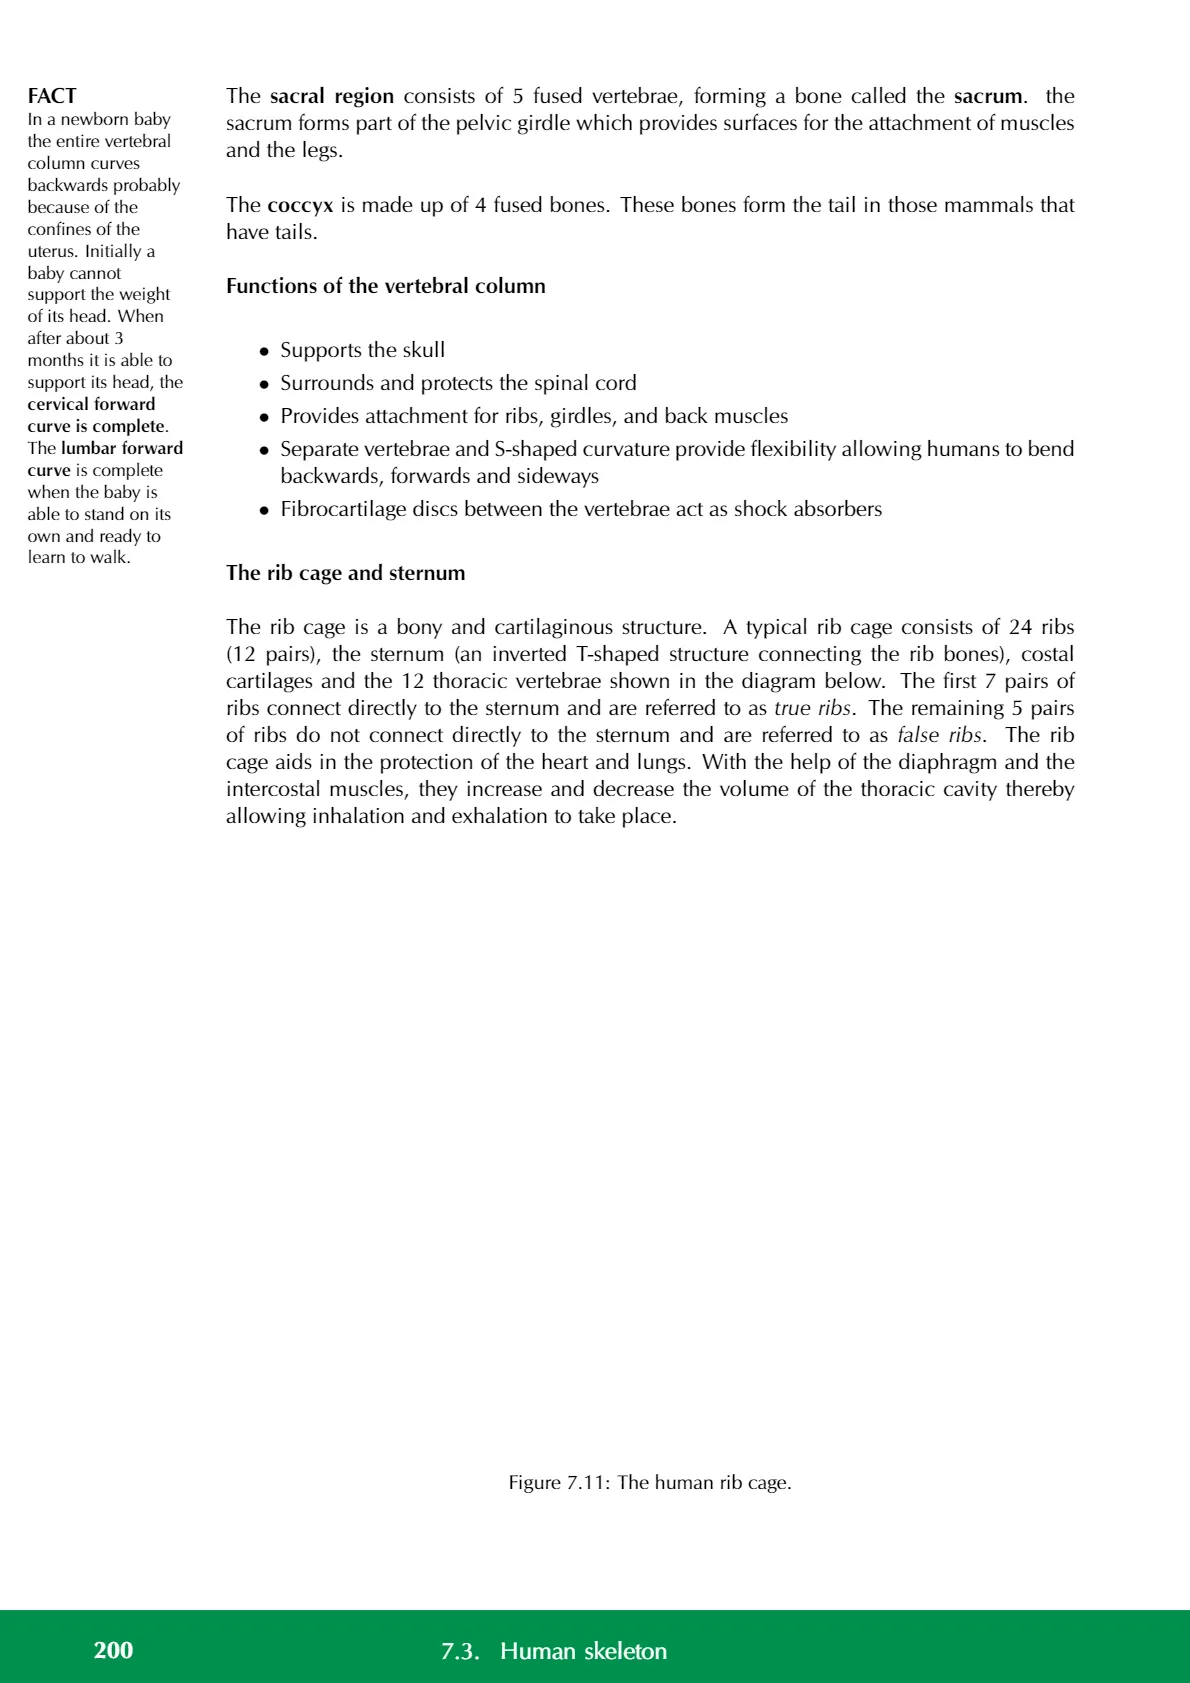 FACT
In a newborn baby
the entire vertebral
column curves
backwards probably
because of the
confines of the
uterus. Initially a
baby cannot
support the weight
of its head. When
after about 3
months it is able to
support its head, the
cervical forward
curve is complete.
The lumbar forward
curve is complete
when the baby is
able to stand on its
own and ready to
learn to walk.
The sacral region consists of 5 fused vertebrae, forming a bone called the sacrum. the
sacrum forms part of the pelvic girdle which provides surfaces for the attachment of muscles
and the legs.
The coccyx is made up of 4 fused bones. These bones form the tail in those mammals that
have tails.
Functions of the vertebral column
• Supports the skull
• Surrounds and protects the spinal cord
• Provides attachment for ribs, girdles, and back muscles
• Separate vertebrae and S-shaped curvature provide flexibility allowing humans to bend
backwards, forwards and sideways
• Fibrocartilage discs between the vertebrae act as shock absorbers
The rib cage and sternum
The rib cage is a bony and cartilaginous structure. A typical rib cage consists of 24 ribs
(12 pairs), the sternum (an inverted T-shaped structure connecting the rib bones), costal
cartilages and the 12 thoracic vertebrae shown in the diagram below. The first 7 pairs of
ribs connect directly to the sternum and are referred to as true ribs. The remaining 5 pairs
of ribs do not connect directly to the sternum and are referred to as false ribs. The rib
cage aids in the protection of the heart and lungs. With the help of the diaphragm and the
intercostal muscles, they increase and decrease the volume of the thoracic cavity thereby
allowing inhalation and exhalation to take place.
Figure 7.11: The human rib cage.
200
7.3. Human skeleton